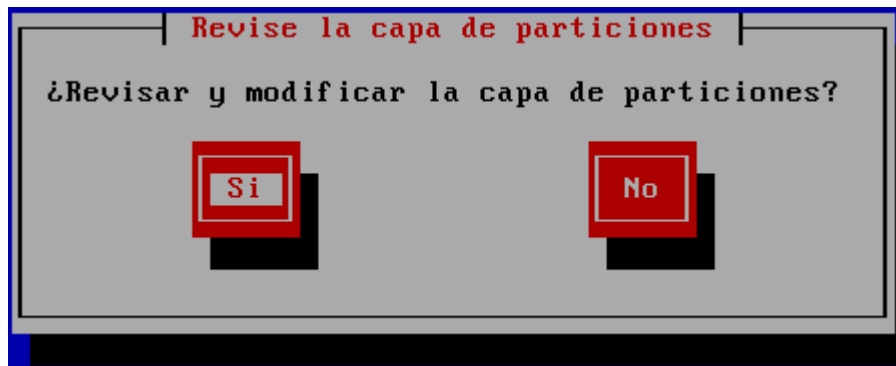 Revise la capa de particiones
¿Revisar y modificar la capa de particiones?
Si
No